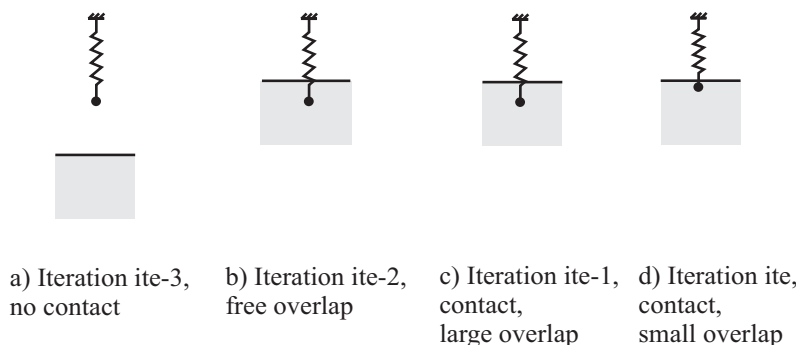 a) Iteration ite-3,
no contact
b) Iteration ite-2,
free overlap
c) Iteration ite-1,
contact,
large overlap
d) Iteration ite,
contact,
small overlap